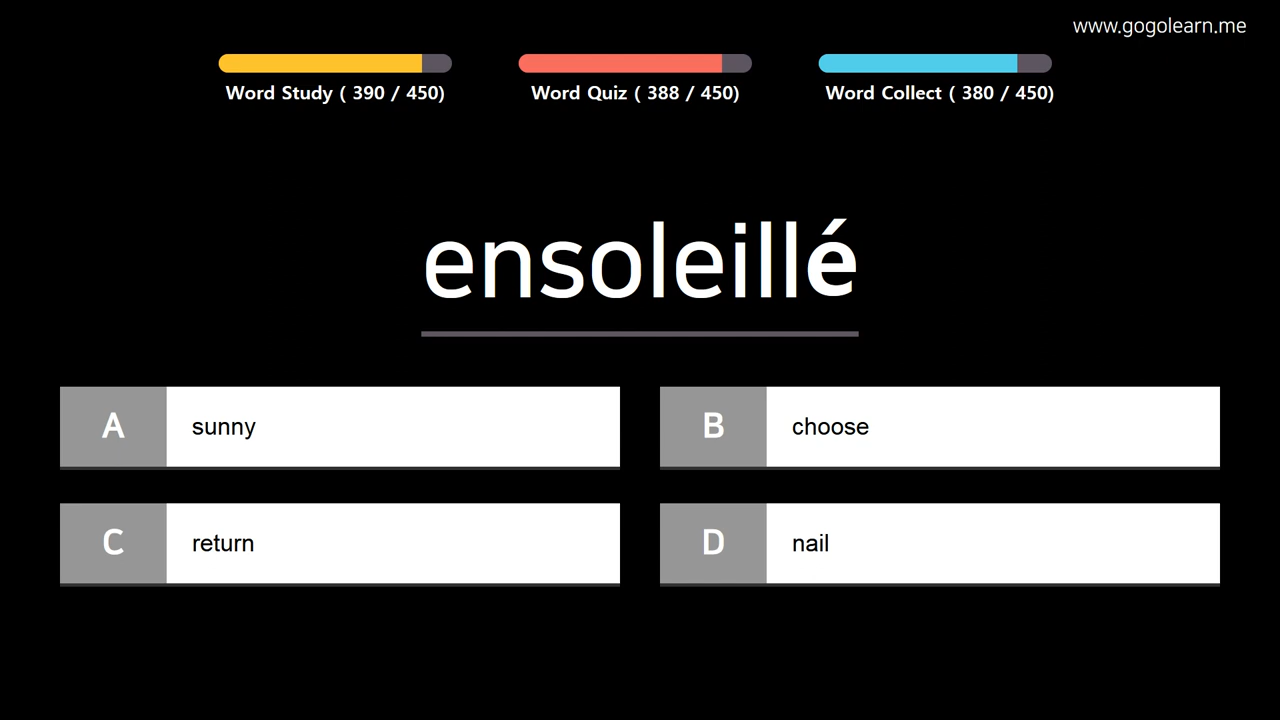 www.gogolearn.me
Word Study ( 390 / 450)
Word Quiz ( 388 / 450)
Word Collect ( 380 / 450)
ensoleillé
A sunny
B choose
C return
D nail